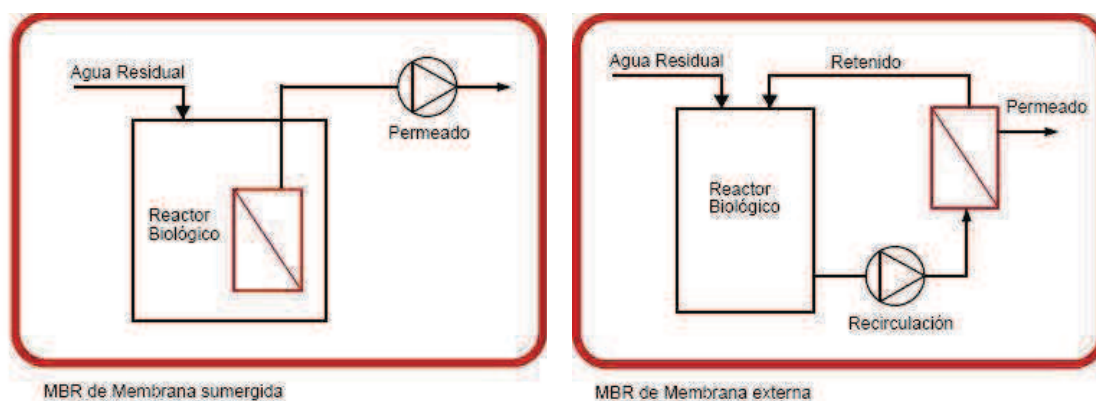 Agua Residual
Permeado
Reactor
Biológico
MBR de Membrana sumergida
Agua Residual
Retenido
Permeado
Reactor
Biológico
Recirculación
MBR de Membrana externa